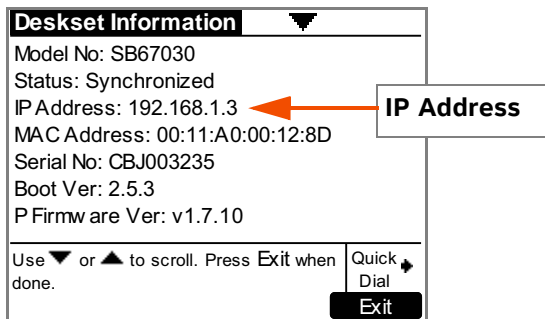 Deskset Information
Model No: SB67030
Status: Synchronized
IP Address: 192.168.1.3
IP Address
MAC Address: 00:11:A0:00:12:8D
Serial No: CBJ003235
Boot Ver: 2.5.3
P Firmware Ver: v1.7.10
Use ▼ or ▲ to scroll. Press Exit when
done.
Quick
Dial
Exit